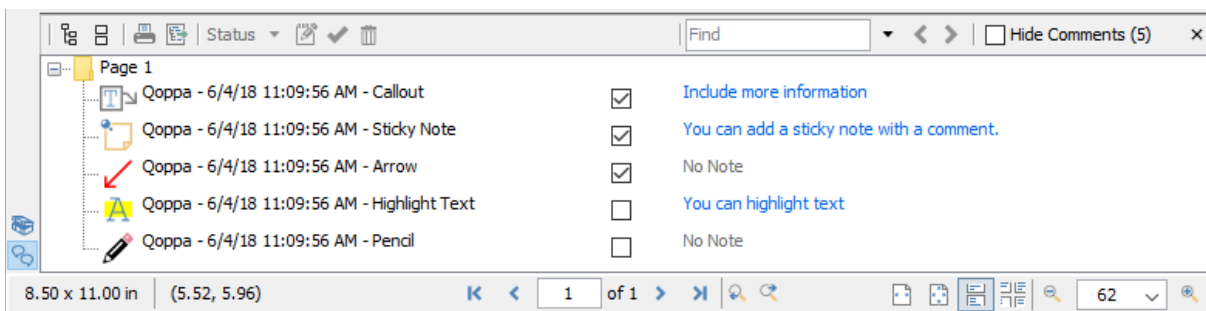 Status Find Hide Comments (5)
Page 1
Qoppa - 6/4/18 11:09:56 AM - Callout Include more information
Qoppa - 6/4/18 11:09:56 AM - Sticky Note You can add a sticky note with a comment.
Qoppa - 6/4/18 11:09:56 AM - Arrow No Note
Qoppa - 6/4/18 11:09:56 AM - Highlight Text You can highlight text
Qoppa - 6/4/18 11:09:56 AM - Pencil No Note
8.50 x 11.00 in (5.52, 5.96) 1 of 1 62